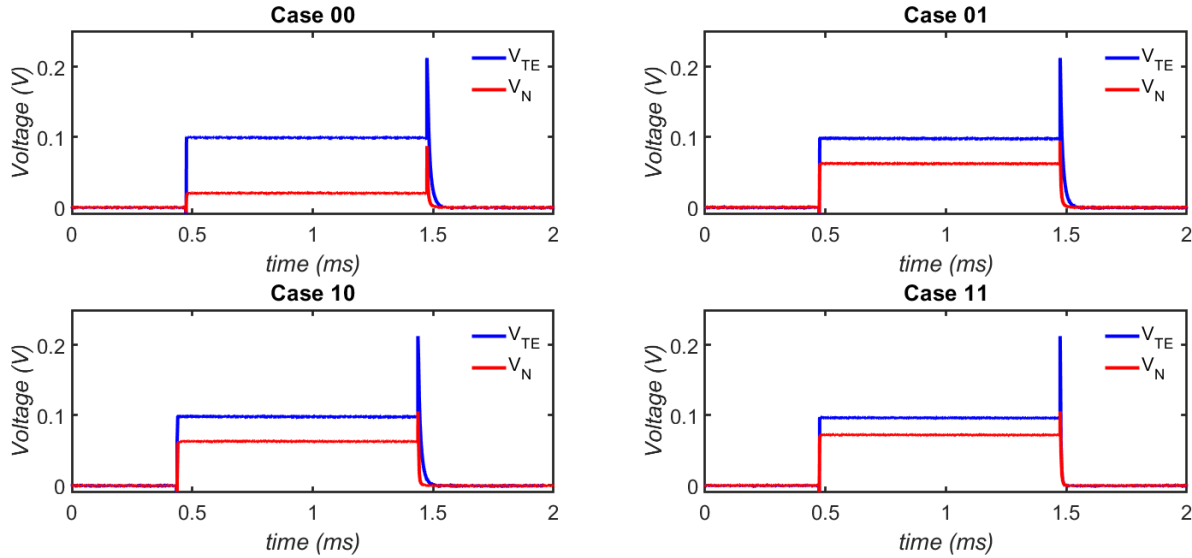 Case 00
Voltage (V)
0.2
0.1
0
V_TE
V_N
0 0.5 1 1.5 2
time (ms)
Case 01
Voltage (V)
0.2
0.1
0
V_TE
V_N
0 0.5 1 1.5 2
time (ms)
Case 10
Voltage (V)
0.2
0.1
0
V_TE
V_N
0 0.5 1 1.5 2
time (ms)
Case 11
Voltage (V)
0.2
0.1
0
V_TE
V_N
0 0.5 1 1.5 2
time (ms)